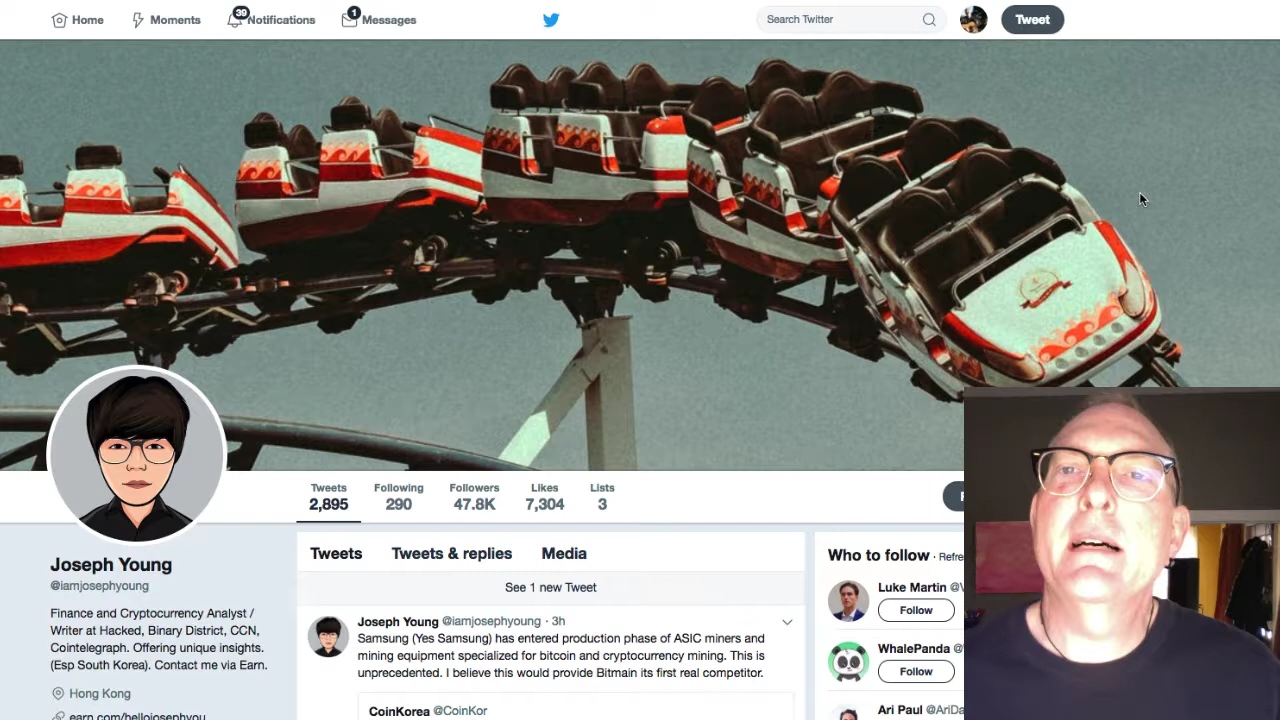 Home
Moments
39
Notifications
1
Messages
Search Twitter
Tweet
Tweets
2,895
Following
290
Followers
47.8K
Likes
7,304
Lists
3
Joseph Young
@iamjosephyoung
Finance and Cryptocurrency Analyst /
Writer at Hacked, Binary District, CCN,
Cointelegraph. Offering unique insights.
(Esp South Korea). Contact me via Earn.
Hong Kong
earn.com/hellojosephyou
Tweets
Tweets & replies
Media
See 1 new Tweet
Joseph Young @iamjosephyoung · 3h
Samsung (Yes Samsung) has entered production phase of ASIC miners and
mining equipment specialized for bitcoin and cryptocurrency mining. This is
unprecedented. I believe this would provide Bitmain its first real competitor.
CoinKorea @CoinKor
Who to follow · Refre
Luke Martin @V
Follow
WhalePanda @
Follow
Ari Paul @AriDa